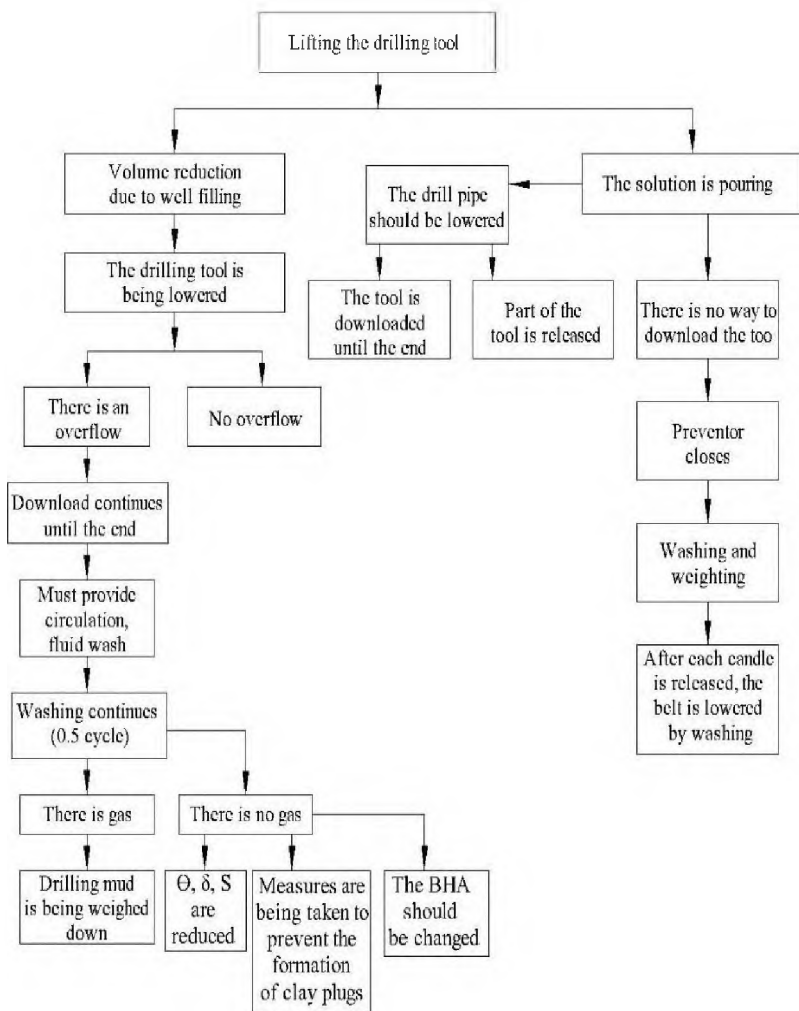 Lifting the drilling tool
Volume reduction
due to well filling
The drill pipe
should be lowered
The solution is pouring
The drilling tool is
being lowered
The tool is
downloaded
until the end
Part of the
tool is released
There is no way to
download the too
There is an
overflow
No overflow
Preventor
closes
Download continues
until the end
Washing and
weighting
Must provide
circulation,
fluid wash
After each candle
is released, the
belt is lowered
by washing
Washing continues
(0.5 cycle)
There is gas
There is no gas
Drilling mud
is being weighed
down
Θ, δ, S
are
reduced
Measures are
being taken to
prevent the
formation
of clay plugs
The BHA
should
be changed